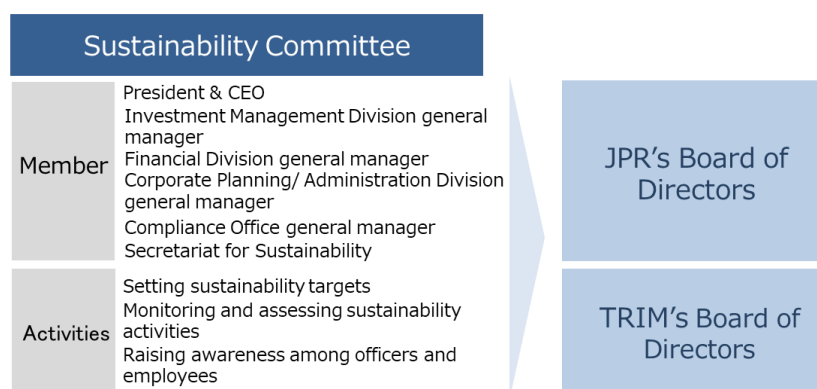 Sustainability Committee
Member
President & CEO
Investment Management Division general
manager
Financial Division general manager
Corporate Planning/ Administration Division
general manager
Compliance Office general manager
Secretariat for Sustainability
Activities
Setting sustainability targets
Monitoring and assessing sustainability
activities
Raising awareness among officers and
employees
JPR's Board of
Directors
TRIM's Board of
Directors